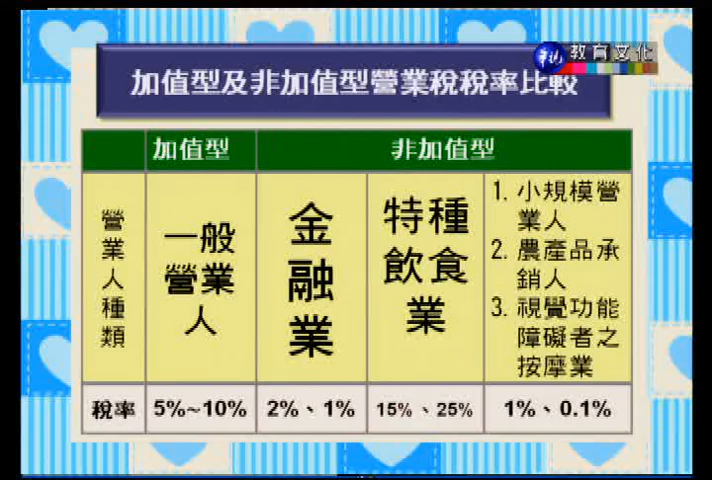 華視 教育文化
加值型及非加值型營業稅稅率比較
加值型 非加值型
營業人種類
一般
營業
人
金
融
業
特種
飲食
業
1. 小規模營
業人
2. 農產品承
銷人
3. 視覺功能
障礙者之
按摩業
稅率 5%~10% 2%、1% 15%、25% 1%、0.1%